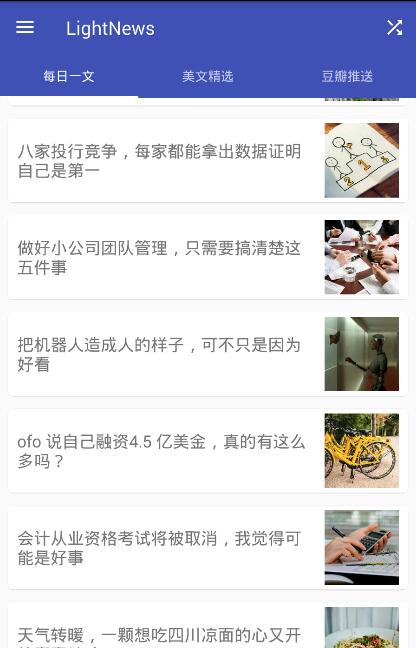 LightNews
每日一文
美文精选
豆瓣推送
八家投行竞争，每家都能拿出数据证明
自己是第一
做好小公司团队管理，只需要搞清楚这
五件事
把机器人造成人的样子，可不只是因为
好看
ofo 说自己融资4.5 亿美金，真的有这么
多吗？
会计从业资格考试将被取消，我觉得可
能是好事
天气转暖，一颗想吃四川凉面的心又开